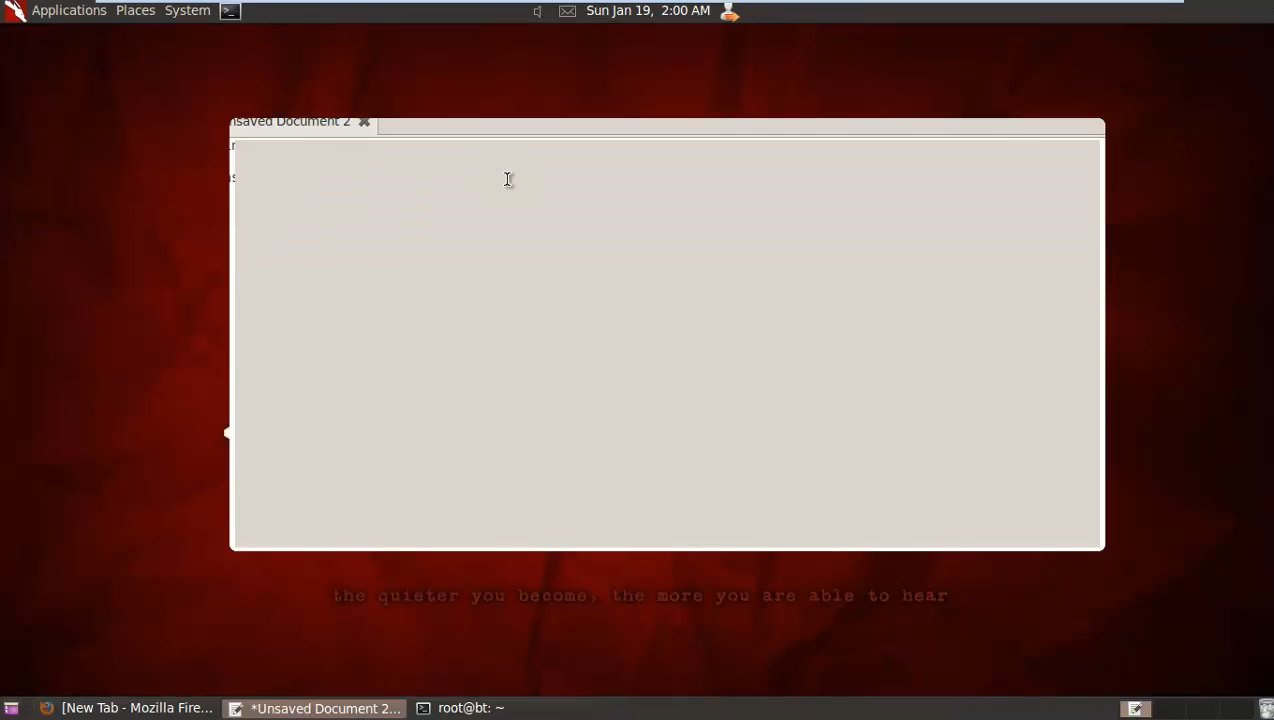 Applications Places System Sun Jan 19, 2:00 AM
nsaved Document 2
the quieter you become, the more you are able to hear
[New Tab - Mozilla Fire... *Unsaved Document 2... root@bt: ~